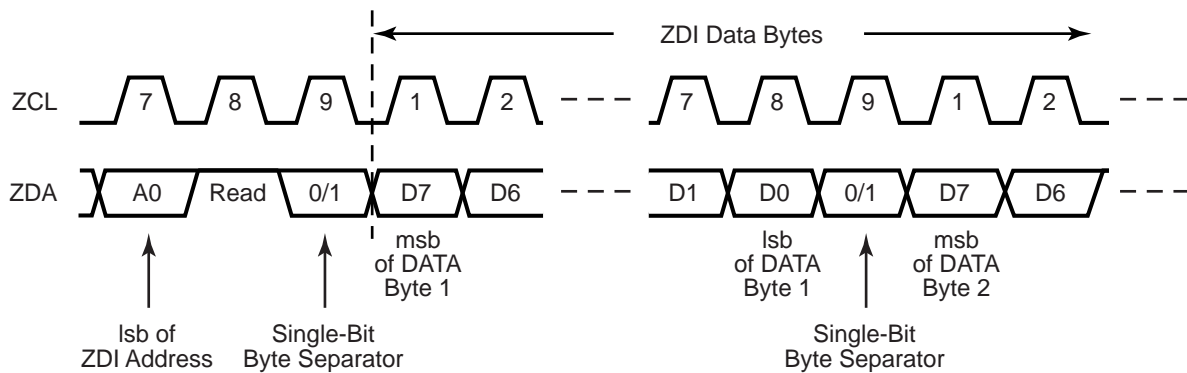 ZDI Data Bytes
ZCL 7 8 9 1 2 7 8 9 1 2
ZDA A0 Read 0/1 D7 D6 D1 D0 0/1 D7 D6
msb
of DATA
Byte 1
lsb
of DATA
Byte 1
msb
of DATA
Byte 2
lsb of
ZDI Address
Single-Bit
Byte Separator
Single-Bit
Byte Separator